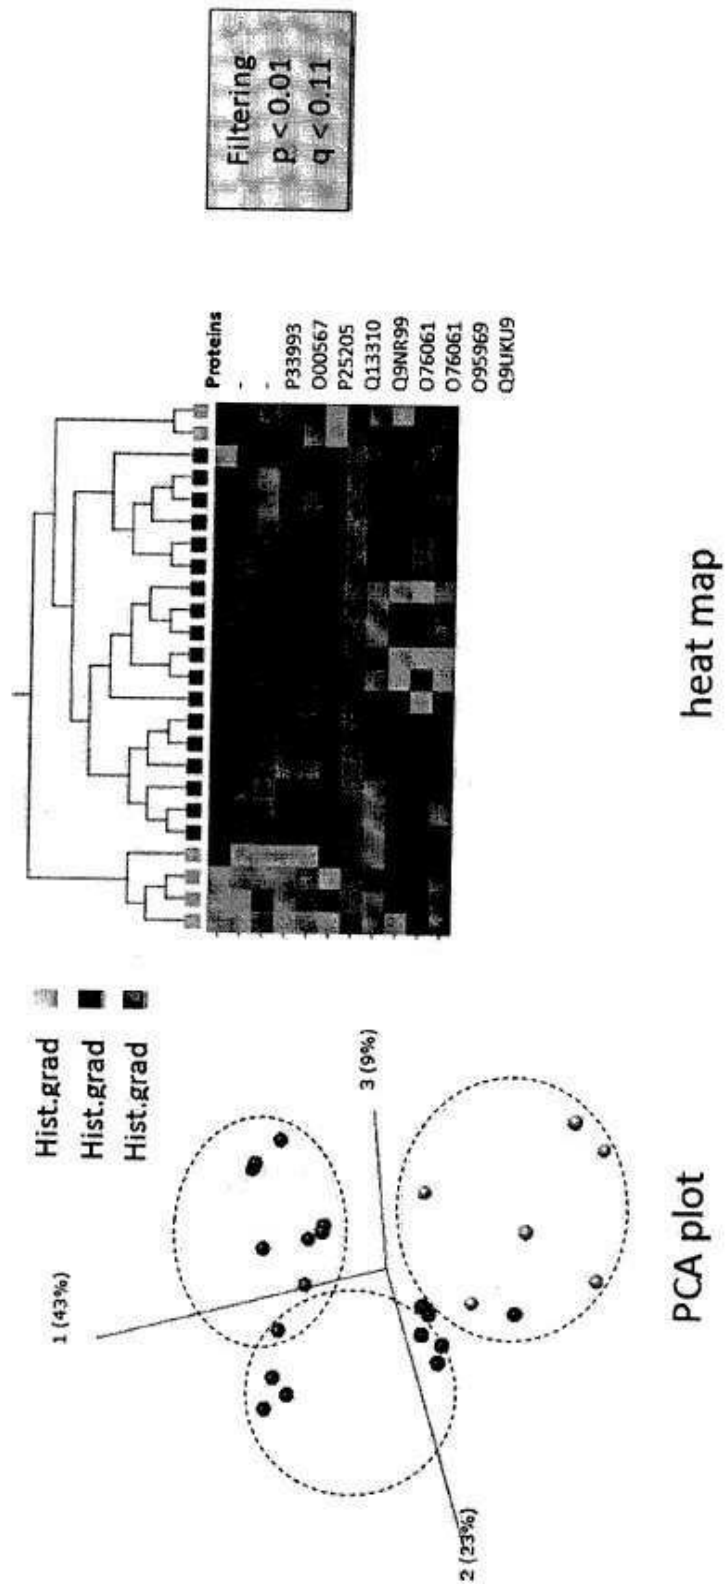 1 (43%)
2 (23%)
3 (9%)
PCA plot
Hist.grad
Hist.grad
Hist.grad
Proteins
-
-
P33993
O00567
P25205
Q13310
Q9NR99
O76061
O76061
O95969
Q9UKU9
heat map
Filtering
p < 0.01
q < 0.11